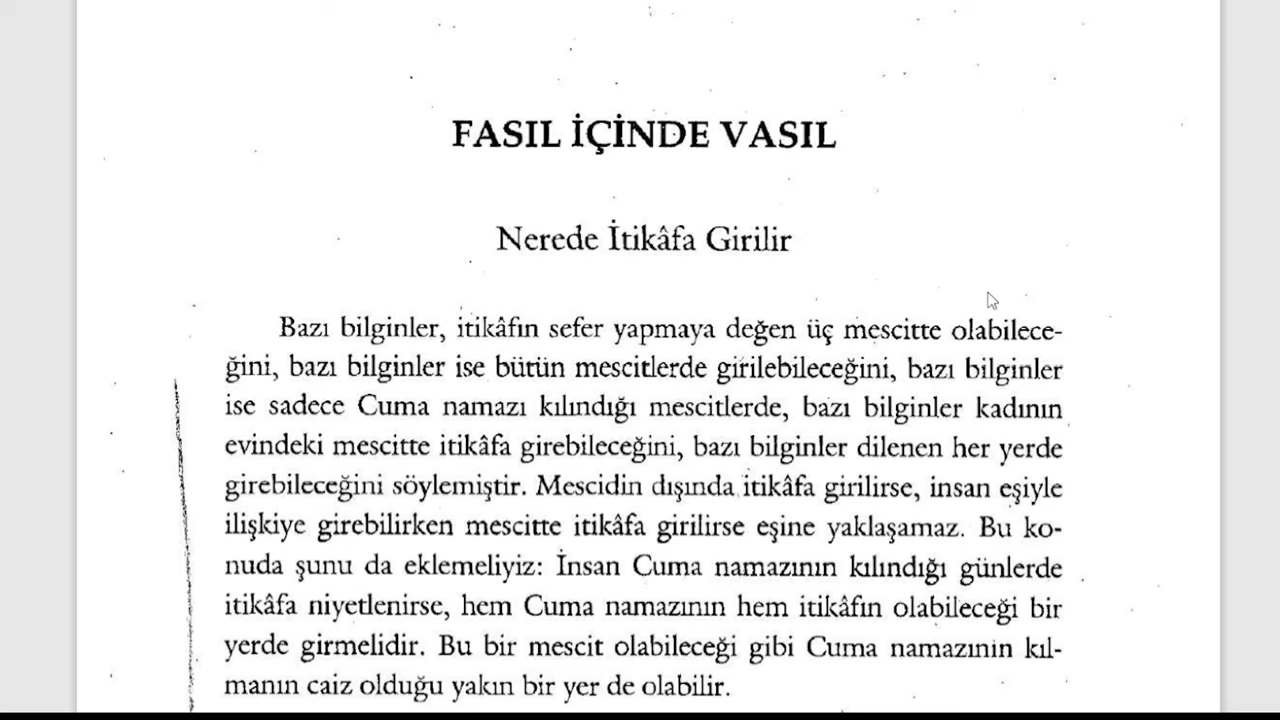 FASIL İÇİNDE VASIL
Nerede İtikâfa Girilir
Bazı bilginler, itikâfın sefer yapmaya değen üç mescitte olabilece-
ğini, bazı bilginler ise bütün mescitlerde girilebileceğini, bazı bilginler
ise sadece Cuma namazı kılındığı mescitlerde, bazı bilginler kadının
evindeki mescitte itikâfa girebileceğini, bazı bilginler dilenen her yerde
girebileceğini söylemiştir. Mescidin dışında itikâfa girilirse, insan eşiyle
ilişkiye girebilirken mescitte itikâfa girilirse eşine yaklaşamaz. Bu ko-
nuda şunu da eklemeliyiz: İnsan Cuma namazının kılındığı günlerde
itikâfa niyetlenirse, hem Cuma namazının hem itikâfın olabileceği bir
yerde girmelidir. Bu bir mescit olabileceği gibi Cuma namazının kıl-
manın caiz olduğu yakın bir yer de olabilir.